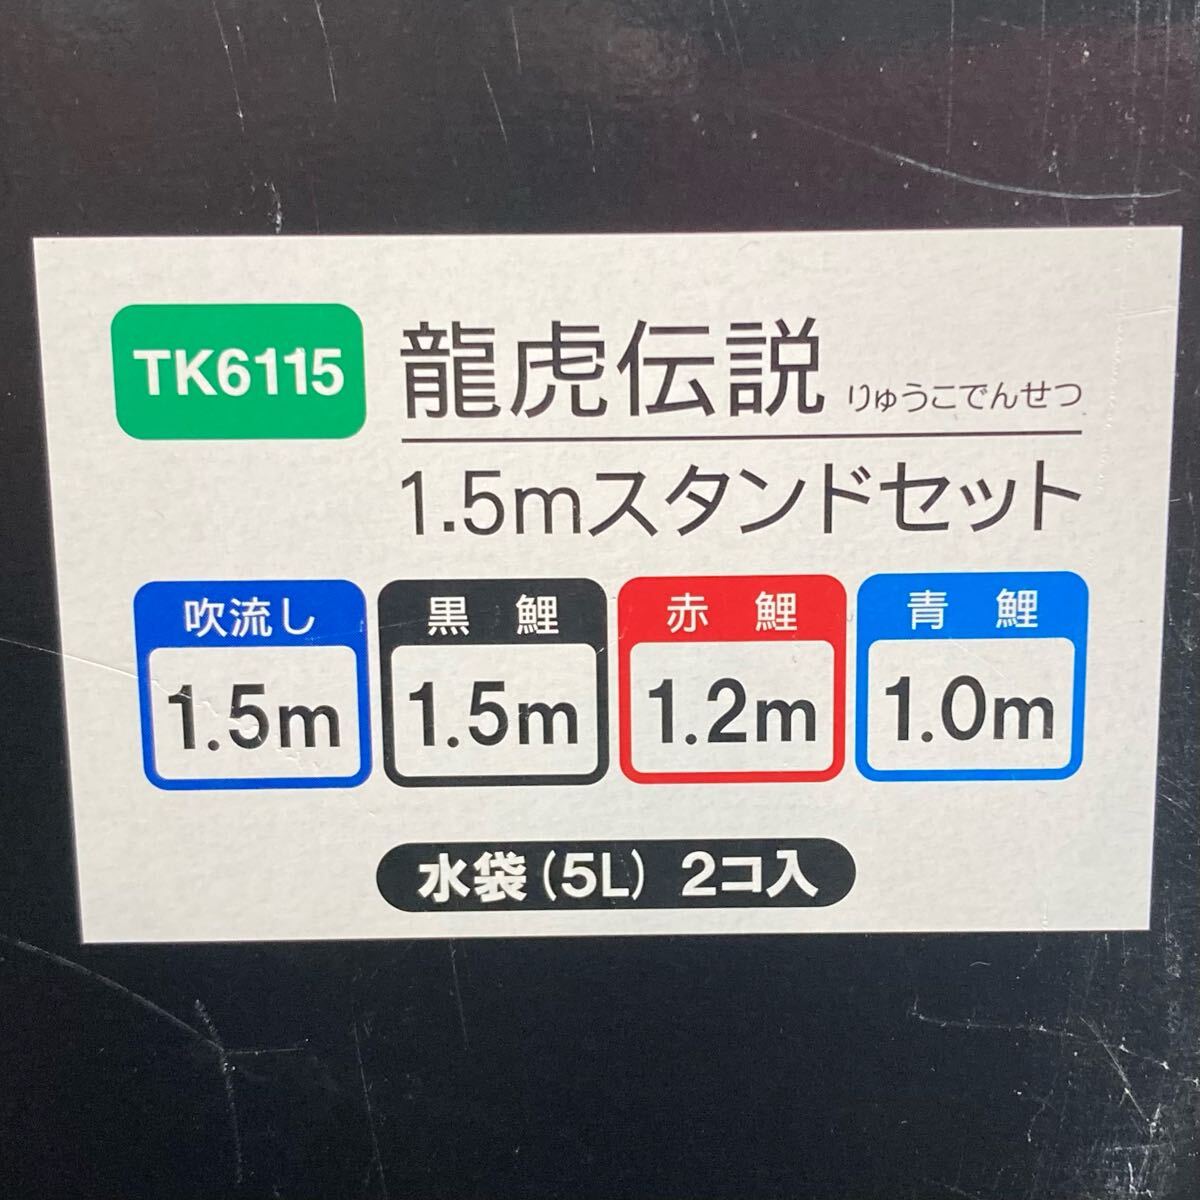 TK6115
龍虎伝説 りゅうこでんせつ
1.5mスタンドセット
吹流し 黒鯉 赤鯉 青鯉
1.5m 1.5m 1.2m 1.0m
水袋(5L) 2コ入